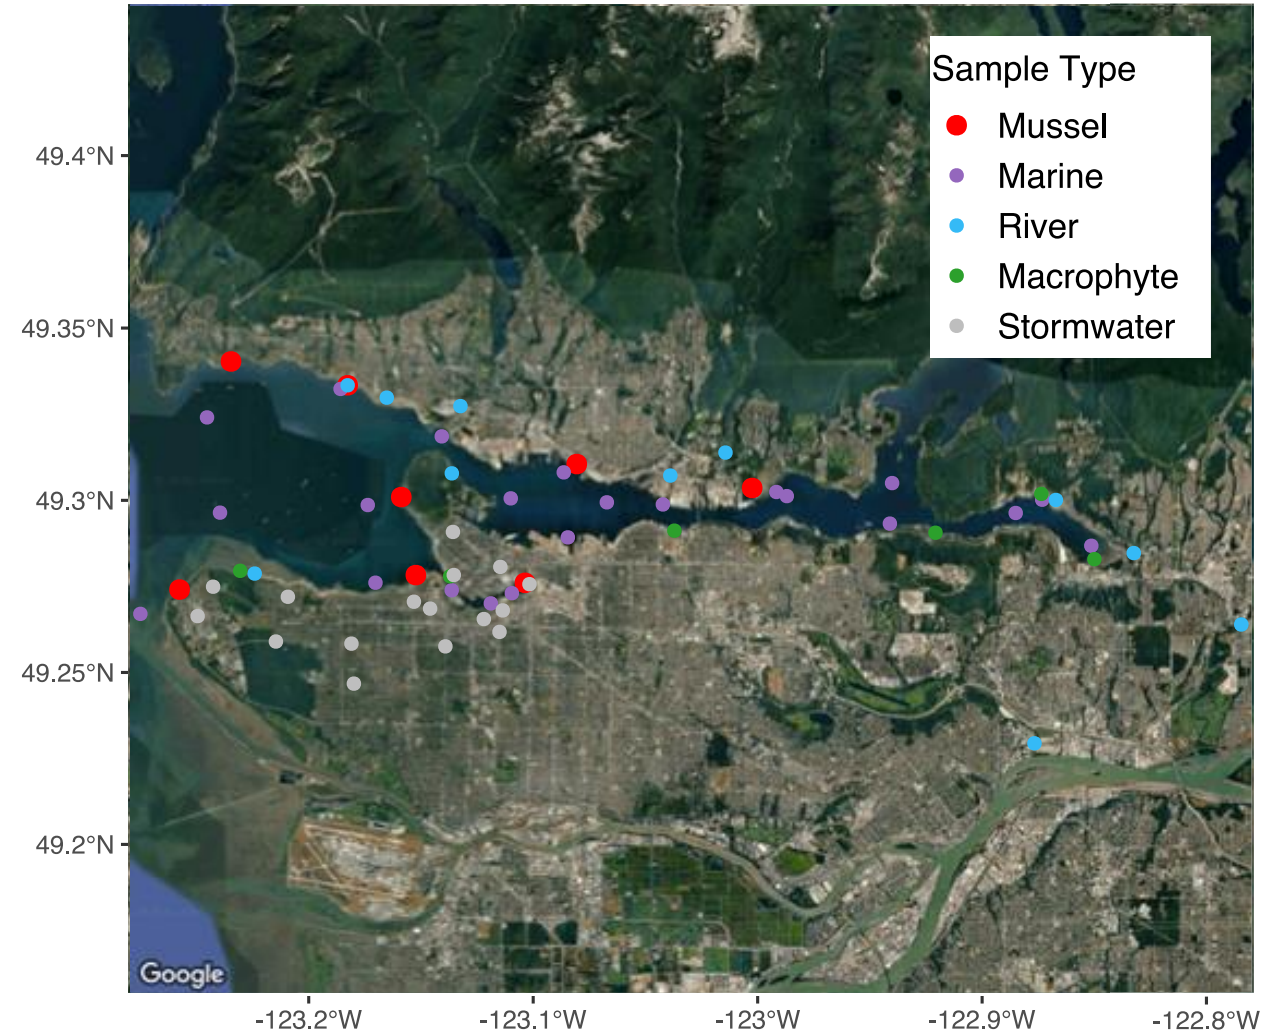 Sample Type
Mussel
Marine
River
Macrophyte
Stormwater
49.4°N
49.35°N
49.3°N
49.25°N
49.2°N
Google
-123.2°W
-123.1°W
-123°W
-122.9°W
-122.8°W